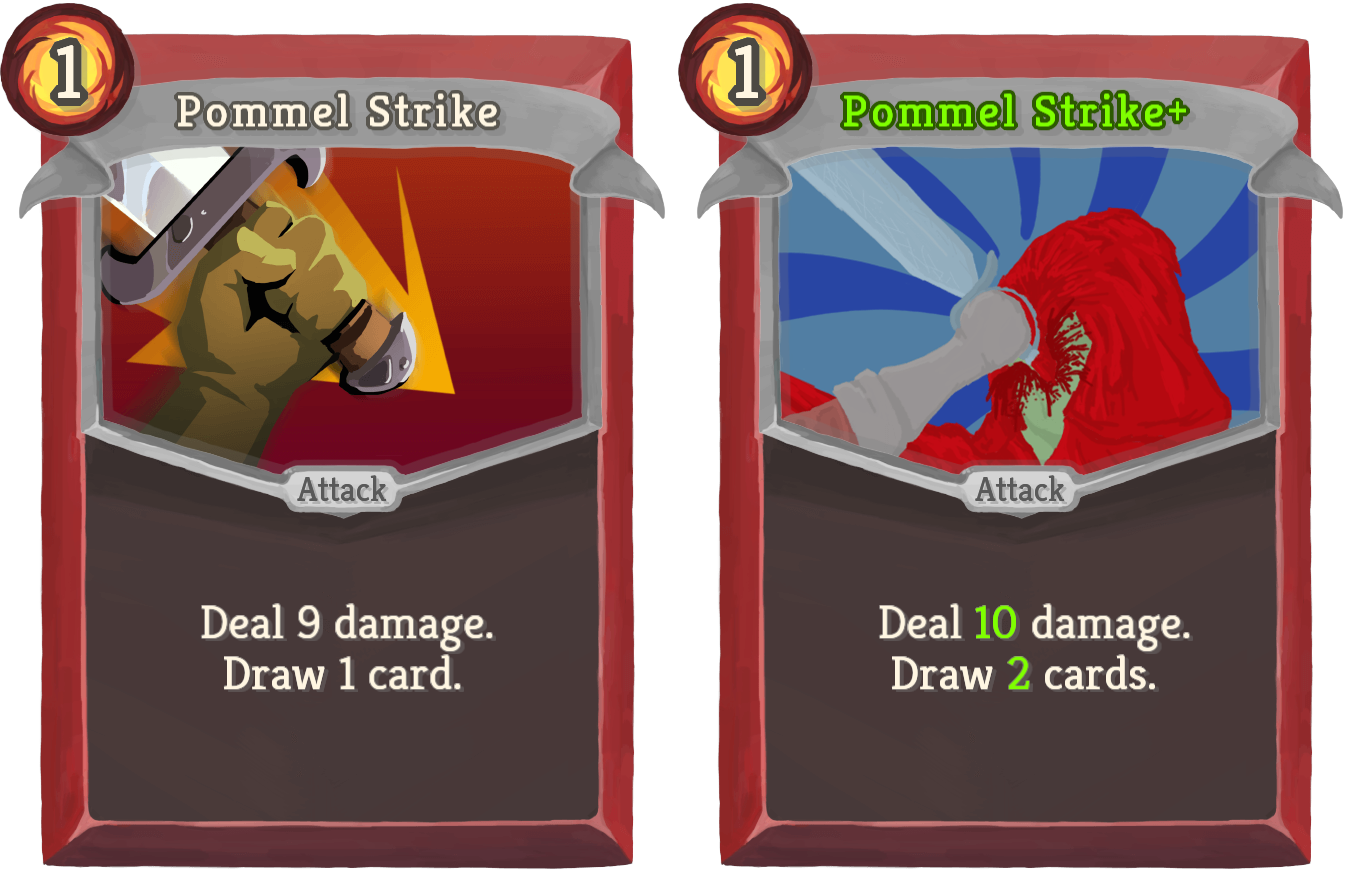 1
Pommel Strike
Attack
Deal 9 damage.
Draw 1 card.
1
Pommel Strike+
Attack
Deal 10 damage.
Draw 2 cards.